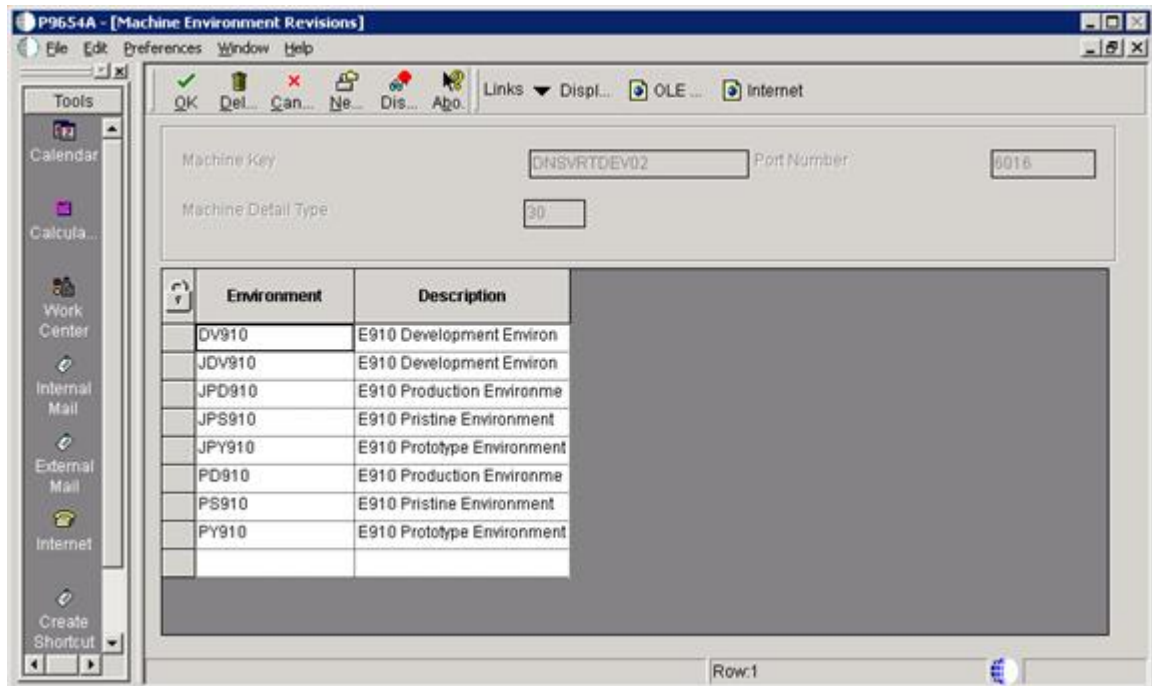 P9654A - [Machine Environment Revisions]
File Edit Preferences Window Help
Tools
Calendar
Calcula...
Work
Center
Internal
Mail
External
Mail
Internet
Create
Shortcut
OK Del... Can... Ne... Dis... Abo. Links Displ... OLE ... Internet
Machine Key DNSVRTDEV02 Port Number 6016
Machine Detail Type 30
Environment Description
DV910 E910 Development Environ
JDV910 E910 Development Environ
JPD910 E910 Production Environme
JPS910 E910 Pristine Environment
JPY910 E910 Prototype Environment
PD910 E910 Production Environme
PS910 E910 Pristine Environment
PY910 E910 Prototype Environment
Row:1